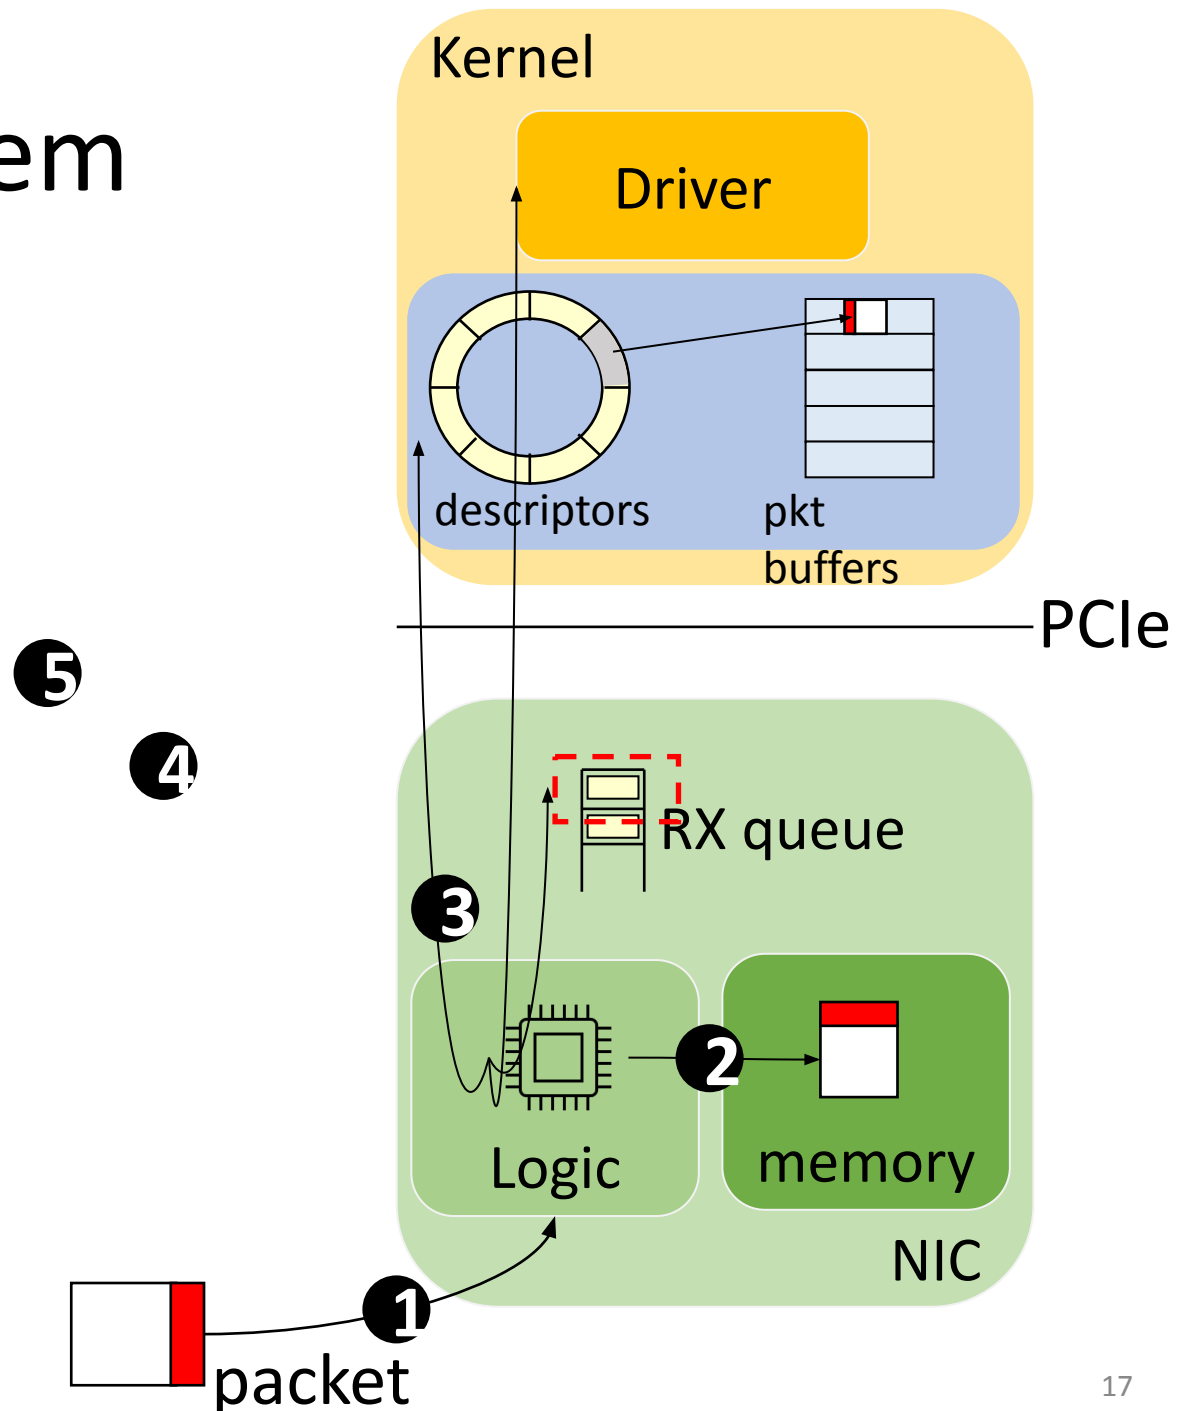 Kernel
em
Driver
descriptors
pkt
buffers
PCIe
5
4
RX queue
3
2
Logic
memory
NIC
1
packet
17